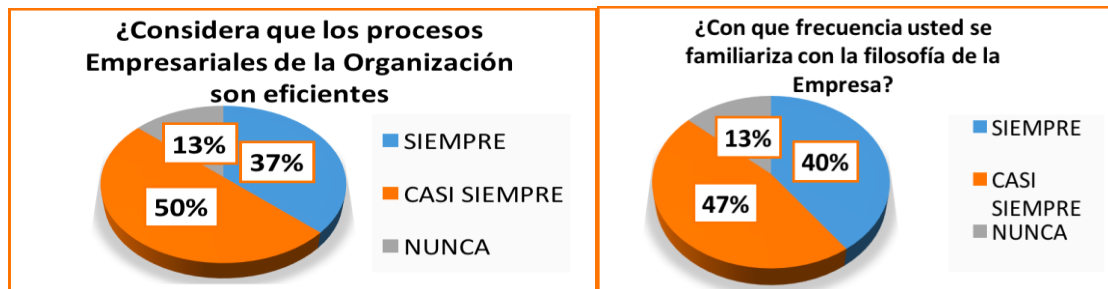 ¿Considera que los procesos
Empresariales de la Organización
son eficientes
13%
37%
50%
SIEMPRE
CASI SIEMPRE
NUNCA
¿Con que frecuencia usted se
familiariza con la filosofía de la
Empresa?
13%
40%
47%
SIEMPRE
CASI
SIEMPRE
NUNCA